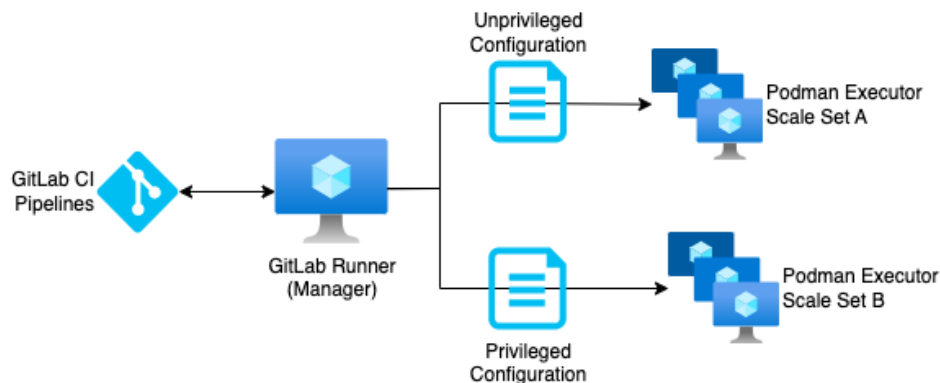 Unprivileged
Configuration
Podman Executor
Scale Set A
GitLab CI
Pipelines
GitLab Runner
(Manager)
Podman Executor
Scale Set B
Privileged
Configuration